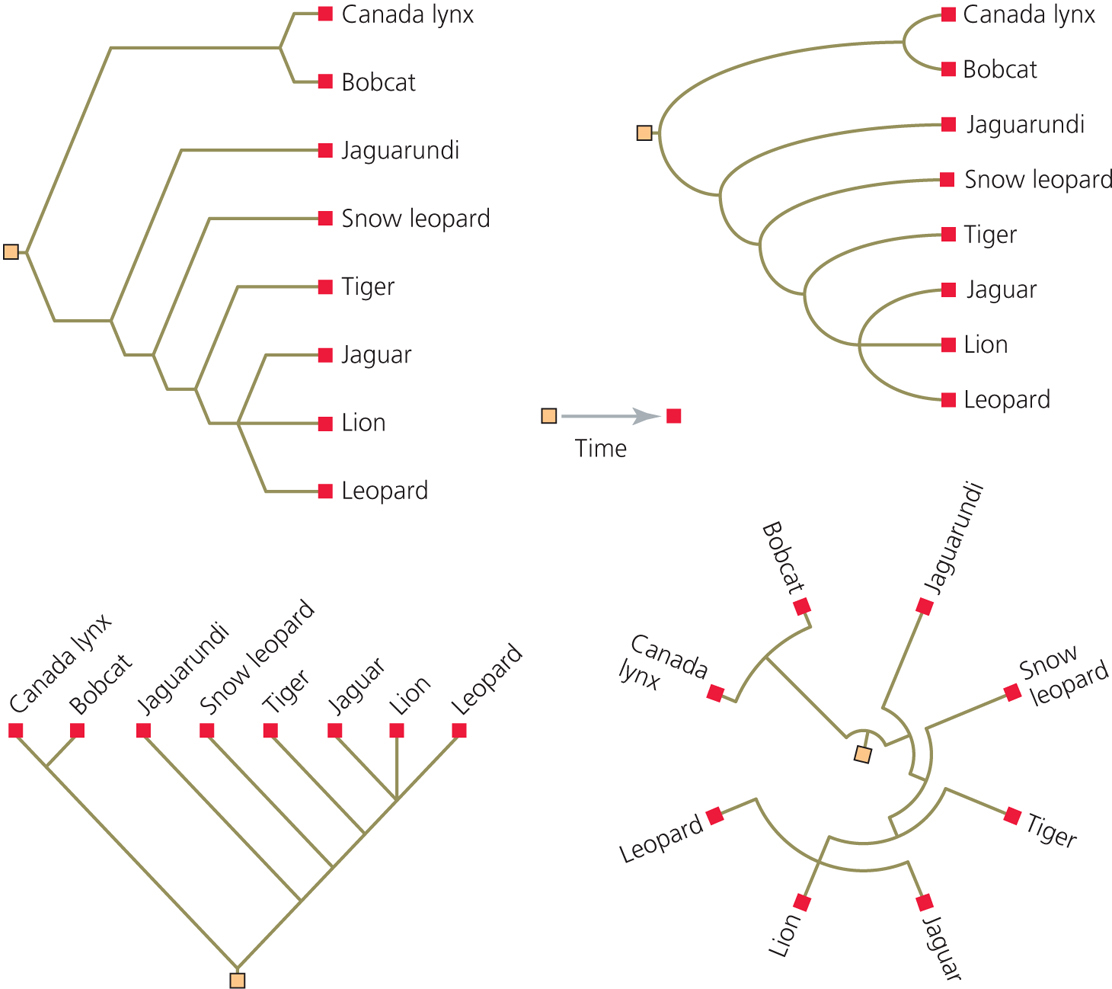 Canada lynx
Bobcat
Jaguarundi
Snow leopard
Tiger
Jaguar
Lion
Leopard
Canada lynx
Bobcat
Jaguarundi
Snow leopard
Tiger
Jaguar
Lion
Leopard
Time
Canada lynx
Bobcat
Jaguarundi
Snow leopard
Tiger
Jaguar
Lion
Leopard
Canada
lynx
Bobcat
Jaguarundi
Snow
leopard
Tiger
Jaguar
Lion
Leopard